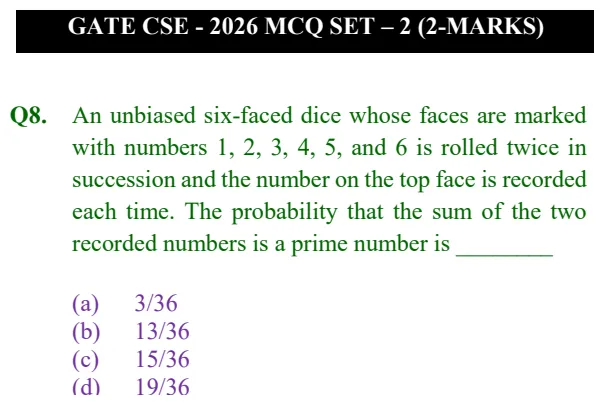 GATE CSE - 2026 MCQ SET – 2 (2-MARKS)
Q8. An unbiased six-faced dice whose faces are marked
with numbers 1, 2, 3, 4, 5, and 6 is rolled twice in
succession and the number on the top face is recorded
each time. The probability that the sum of the two
recorded numbers is a prime number is ________
(a) 3/36
(b) 13/36
(c) 15/36
(d) 19/36